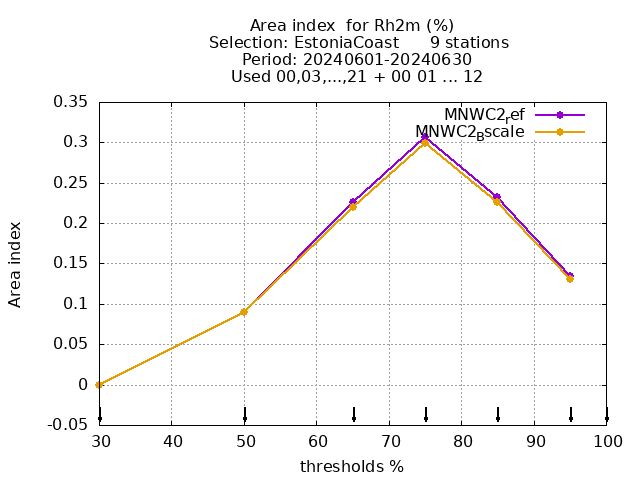 Area index  for Rh2m (%)
Selection: EstoniaCoast      9 stations
Period: 20240601-20240630
Used 00,03,...,21 + 00 01 ... 12
MNWC2ref
MNWC2Bscale
0.35
0.3
0.25
0.2
0.15
0.1
0.05
0
-0.05
Area index
30 40 50 60 70 80 90 100
thresholds %